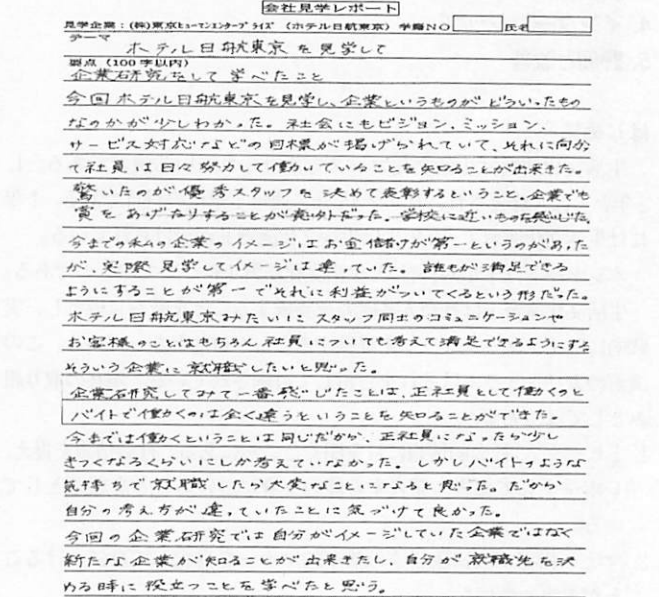 会社見学レポート
見学企業：(株)東京ヒューマンエンタープライズ （ホテル日航東京） 学籍NO 氏名
テーマ
ホテル日航東京を見学して
要点（100字以内）
企業研究をして学べたこと
今回ホテル日航東京を見学し、企業というものがどういったもの
なのかが少しわかった。社会にもビジョン、ミッション、
サービス対応などの目標が掲げられていて、それに向か
て社員は日々努力して働いていることを知ることが出来きた。
驚いたのが優秀スタッフを決めて表彰するということ。企業でも
賞をあげたりすることが意外だった。学校に近いものを感じた。
今までの私の企業のイメージはお金儲けが第一というのがあた
が、実際見学してイメージは違っていた。誰もが満足できる
ようにすることが第一でそれに利益がついてくるという形だった。
ホテル日航東京みたいにスタッフ同士のコミュニケーションや
お客様のことはもちろん社員についても考えて満足できるようにする
そういう企業に就職したいと思った。
企業研究してみて一番感じたことは、正社員として働くのと
バイトで働くのは全く違うということを知ることができた。
今までは働くということは同じだから、正社員になったら少し
きつくなるくらいにしか考えていなかった。しかしバイトのような
気持ちで就職したら大変なことになると思った。だから
自分の考え方が違っていたことに気づけて良かった。
今回の企業研究では自分がイメージしていた企業ではなく
新たな企業が知ることが出来きたし、自分が就職先を決
める時に役立つことを学べたと思う。